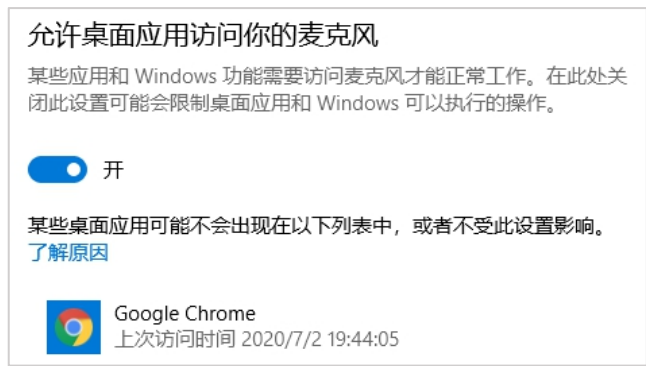 允许桌面应用访问你的麦克风
某些应用和 Windows 功能需要访问麦克风才能正常工作。在此处关
闭此设置可能会限制桌面应用和 Windows 可以执行的操作。
开
某些桌面应用可能不会出现在以下列表中，或者不受此设置影响。
了解原因
Google Chrome
上次访问时间 2020/7/2 19:44:05